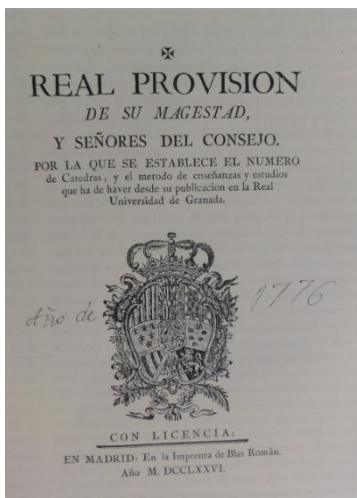 REAL PROVISION
DE SU MAGESTAD,
Y SEÑORES DEL CONSEJO.
POR LA QUE SE ESTABLECE EL NUMERO
de Catedras, y el metodo de enseñanzas y estudios
que ha de haver desde su publicacion en la Real
Universidad de Granada.
Año de 1776
CON LICENCIA:
EN MADRID: En la Imprenta de Blas Román.
Año M. DCCLXXVI.